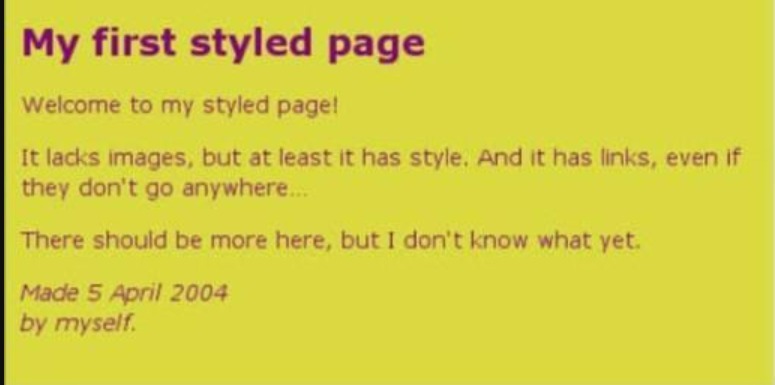 My first styled page
Welcome to my styled page!
It lacks images, but at least it has style. And it has links, even if
they don't go anywhere...
There should be more here, but I don't know what yet.
Made 5 April 2004
by myself.